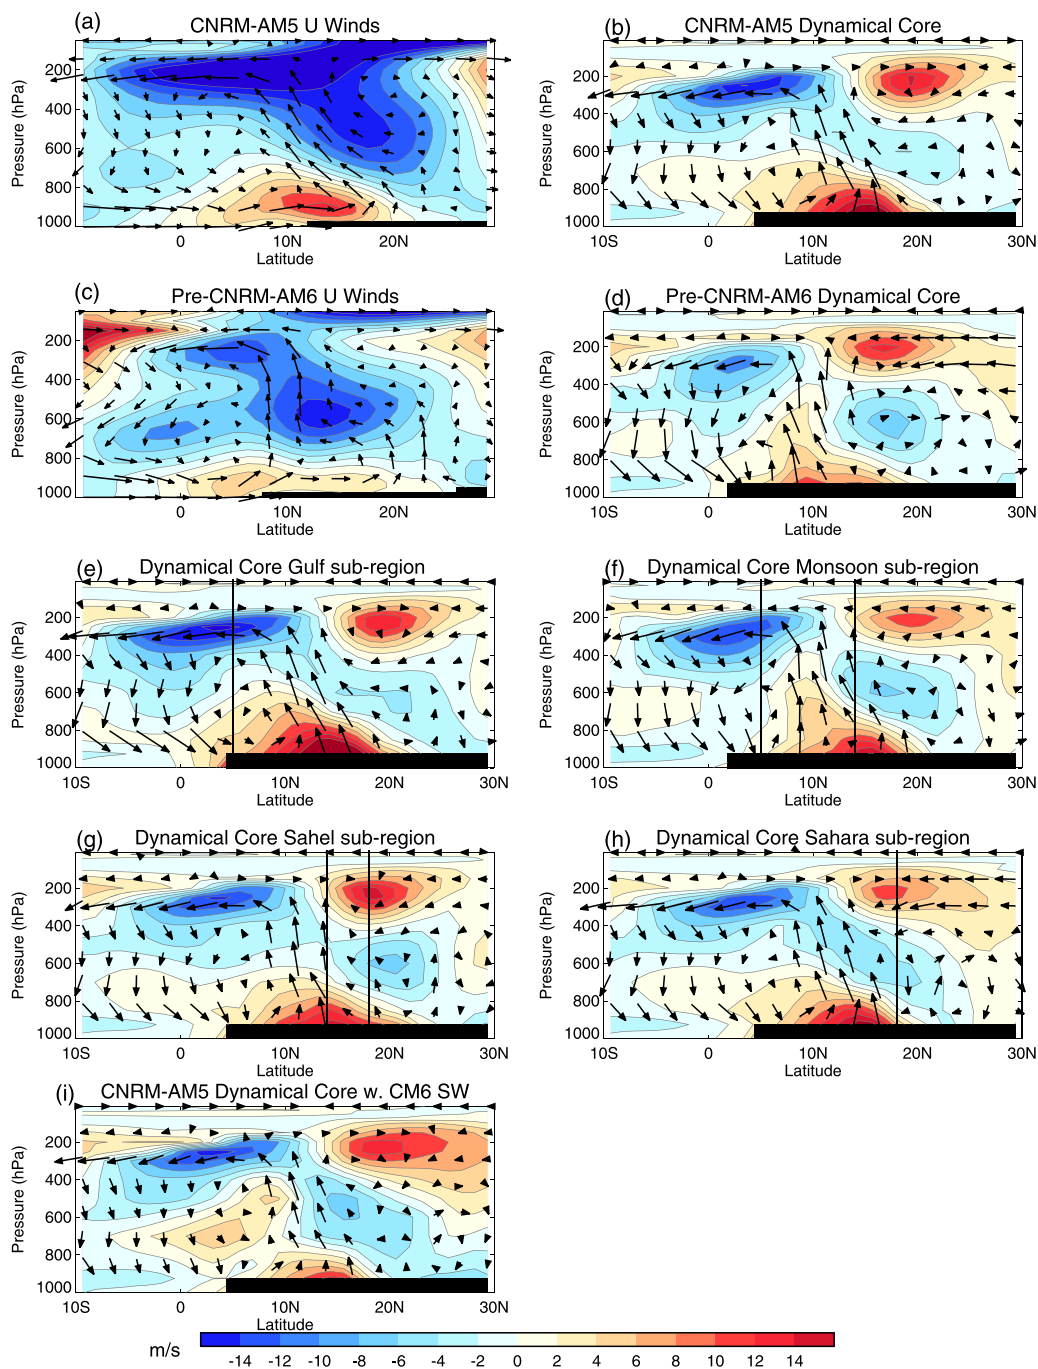 (a) CNRM-AM5 U Winds
Pressure (hPa)
200
400
600
800
1000
0 10N 20N
Latitude
(b) CNRM-AM5 Dynamical Core
Pressure (hPa)
200
400
600
800
1000
10S 0 10N 20N 30N
Latitude
(c) Pre-CNRM-AM6 U Winds
Pressure (hPa)
200
400
600
800
1000
0 10N 20N
Latitude
(d) Pre-CNRM-AM6 Dynamical Core
Pressure (hPa)
200
400
600
800
1000
10S 0 10N 20N 30N
Latitude
(e) Dynamical Core Gulf sub-region
Pressure (hPa)
200
400
600
800
1000
10S 0 10N 20N 30N
Latitude
(f) Dynamical Core Monsoon sub-region
Pressure (hPa)
200
400
600
800
1000
10S 0 10N 20N 30N
Latitude
(g) Dynamical Core Sahel sub-region
Pressure (hPa)
200
400
600
800
1000
10S 0 10N 20N 30N
Latitude
(h) Dynamical Core Sahara sub-region
Pressure (hPa)
200
400
600
800
1000
10S 0 10N 20N 30N
Latitude
(i) CNRM-AM5 Dynamical Core w. CM6 SW
Pressure (hPa)
200
400
600
800
1000
10S 0 10N 20N 30N
Latitude
m/s
-14 -12 -10 -8 -6 -4 -2 0 2 4 6 8 10 12 14